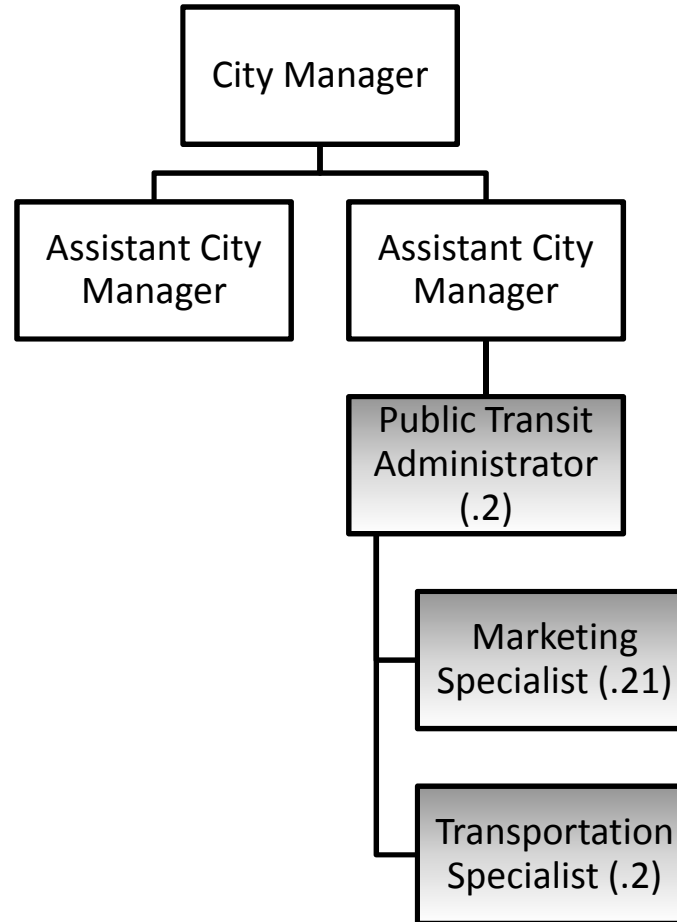 City Manager
Assistant City
Manager
Assistant City
Manager
Public Transit
Administrator
(.2)
Marketing
Specialist (.21)
Transportation
Specialist (.2)